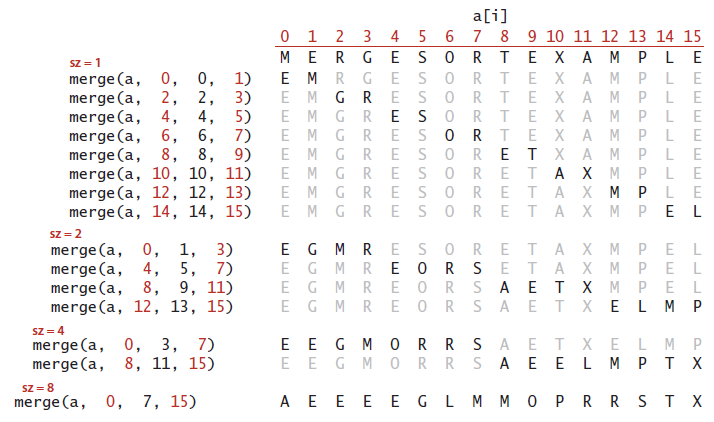 a[i]
0 1 2 3 4 5 6 7 8 9 10 11 12 13 14 15
M E R G E S O R T E X A M P L E
sz = 1
merge(a, 0, 0, 1) E M R G E S O R T E X A M P L E
merge(a, 2, 2, 3) E M G R E S O R T E X A M P L E
merge(a, 4, 4, 5) E M G R E S O R T E X A M P L E
merge(a, 6, 6, 7) E M G R E S O R T E X A M P L E
merge(a, 8, 8, 9) E M G R E S O R E T X A M P L E
merge(a, 10, 10, 11) E M G R E S O R E T A X M P L E
merge(a, 12, 12, 13) E M G R E S O R E T A X M P L E
merge(a, 14, 14, 15) E M G R E S O R E T A X M P E L
sz = 2
merge(a, 0, 1, 3) E G M R E S O R E T A X M P E L
merge(a, 4, 5, 7) E G M R E O R S E T A X M P E L
merge(a, 8, 9, 11) E G M R E O R S A E T X M P E L
merge(a, 12, 13, 15) E G M R E O R S A E T X E L M P
sz = 4
merge(a, 0, 3, 7) E E G M O R R S A E T X E L M P
merge(a, 8, 11, 15) E E G M O R R S A E E L M P T X
sz = 8
merge(a, 0, 7, 15) A E E E E G L M M O P R R S T X